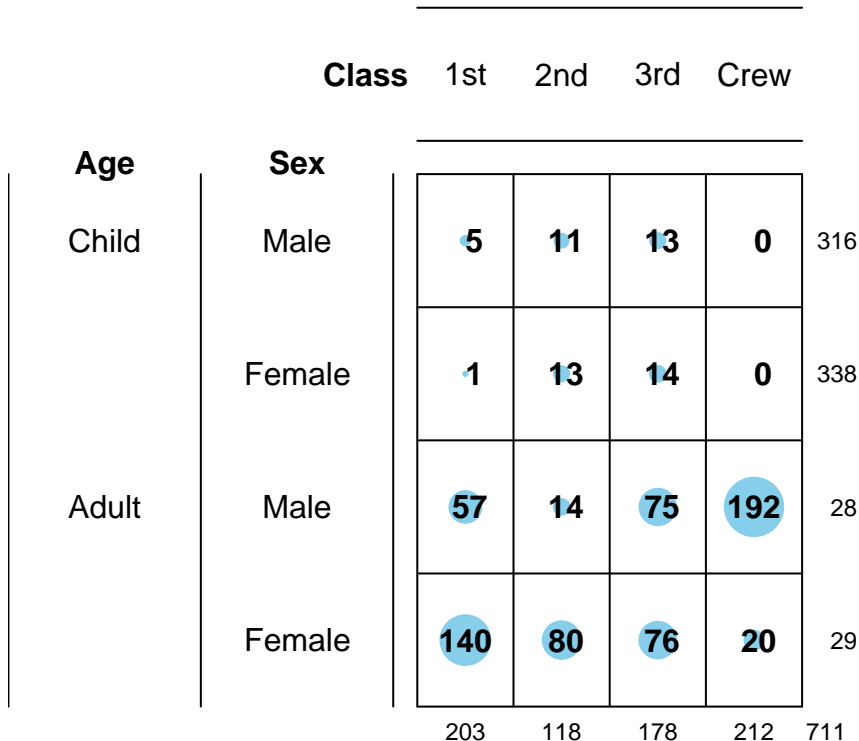 Class 1st 2nd 3rd Crew
Age Sex
Child Male 5 11 13 0 316
Female 1 13 14 0 338
Adult Male 57 14 75 192 28
Female 140 80 76 20 29
203 118 178 212 711